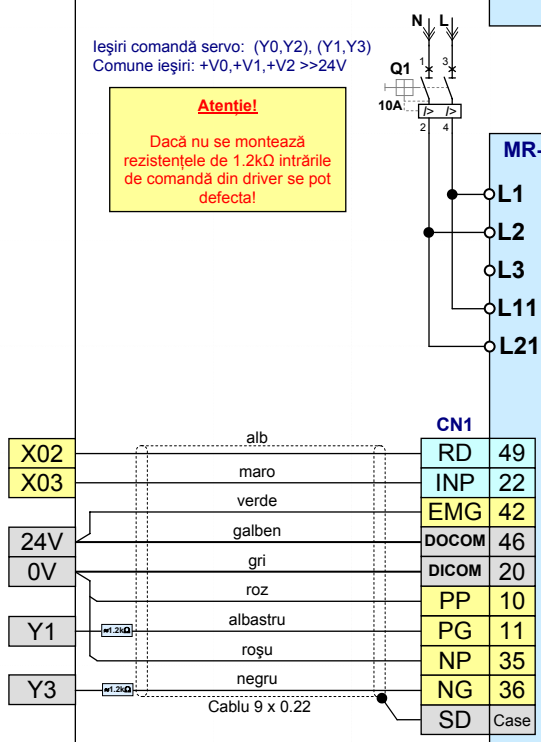 N L
Ieşiri comandă servo: (Y0,Y2), (Y1,Y3)
Comune ieşiri: +V0,+V1,+V2 >>24V
Q1
1 3
10A
I> I>
2 4
Atenţie!
Dacă nu se montează
rezistenţele de 1.2kΩ intrările
de comandă din driver se pot
defecta!
MR-
L1
L2
L3
L11
L21
CN1
X02 alb RD 49
X03 maro INP 22
verde EMG 42
24V galben DOCOM 46
0V gri DICOM 20
roz PP 10
Y1 ≈1.2kΩ albastru PG 11
roşu NP 35
Y3 ≈1.2kΩ negru NG 36
Cablu 9 x 0.22
SD Case